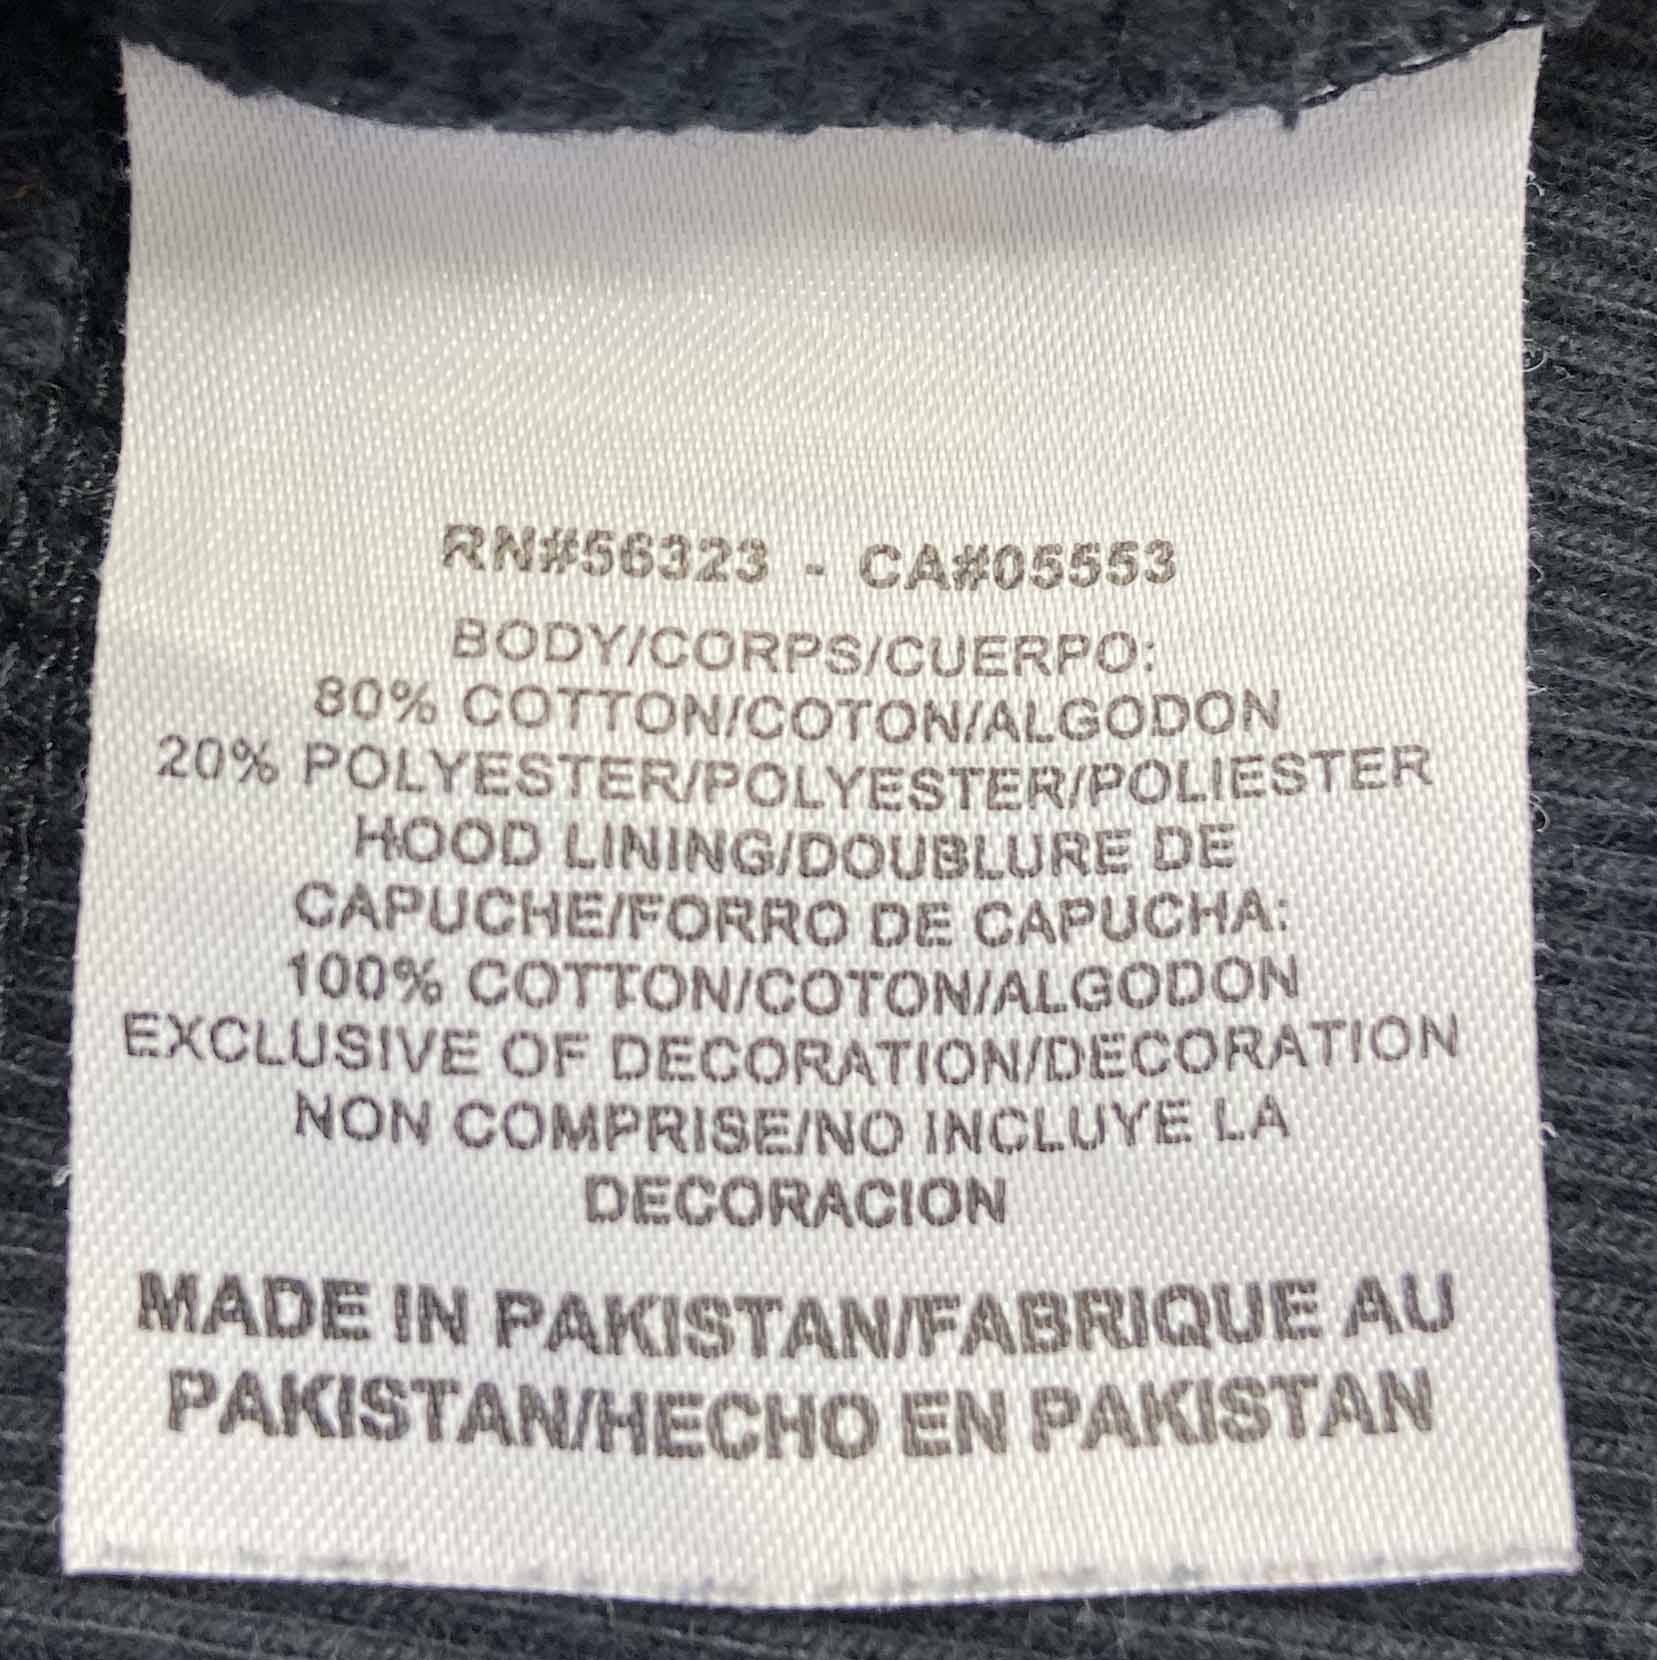 RN#56323 - CA#05553
BODY/CORPS/CUERPO:
80% COTTON/COTON/ALGODON
20% POLYESTER/POLYESTER/POLIESTER
HOOD LINING/DOUBLURE DE
CAPUCHE/FORRO DE CAPUCHA:
100% COTTON/COTON/ALGODON
EXCLUSIVE OF DECORATION/DECORATION
NON COMPRISE/NO INCLUYE LA
DECORACION
MADE IN PAKISTAN/FABRIQUE AU
PAKISTAN/HECHO EN PAKISTAN